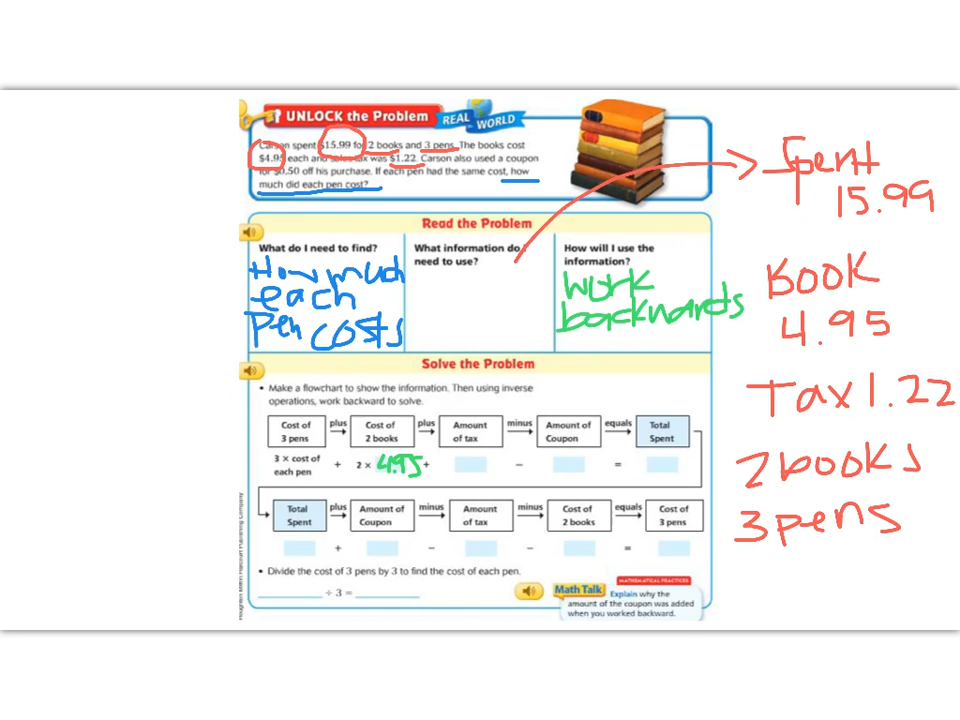 UNLOCK the Problem REAL WORLD
Carson spent $15.99 for 2 books and 3 pens. The books cost
$4.95 each and sales tax was $1.22. Carson also used a coupon
for $0.50 off his purchase. If each pen had the same cost, how
much did each pen cost?
Spent
15.99
Book
4.95
Tax 1.22
2 books
3 pens
Read the Problem
What do I need to find?
How much
each
pen costs
What information do I
need to use?
How will I use the
information?
work
backwards
Solve the Problem
• Make a flowchart to show the information. Then using inverse
operations, work backward to solve.
Cost of
3 pens
plus
Cost of
2 books
plus
Amount
of tax
minus
Amount of
Coupon
equals
Total
Spent
3 × cost of
each pen
+ 2 × 4.95 + − =
Total
Spent
plus
Amount of
Coupon
minus
Amount
of tax
minus
Cost of
2 books
equals
Cost of
3 pens
+ − − =
• Divide the cost of 3 pens by 3 to find the cost of each pen.
÷ 3 =
MATHEMATICAL PRACTICES
Math Talk Explain why the
amount of the coupon was added
when you worked backward.
Houghton Mifflin Harcourt Publishing Company